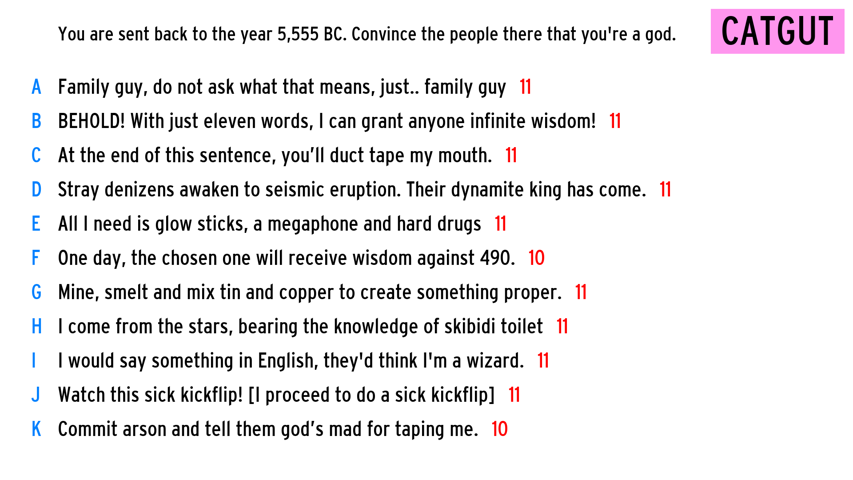 You are sent back to the year 5,555 BC. Convince the people there that you're a god.
CATGUT
A Family guy, do not ask what that means, just.. family guy 11
B BEHOLD! With just eleven words, I can grant anyone infinite wisdom! 11
C At the end of this sentence, you’ll duct tape my mouth. 11
D Stray denizens awaken to seismic eruption. Their dynamite king has come. 11
E All I need is glow sticks, a megaphone and hard drugs 11
F One day, the chosen one will receive wisdom against 490. 10
G Mine, smelt and mix tin and copper to create something proper. 11
H I come from the stars, bearing the knowledge of skibidi toilet 11
I I would say something in English, they'd think I'm a wizard. 11
J Watch this sick kickflip! [I proceed to do a sick kickflip] 11
K Commit arson and tell them god’s mad for taping me. 10